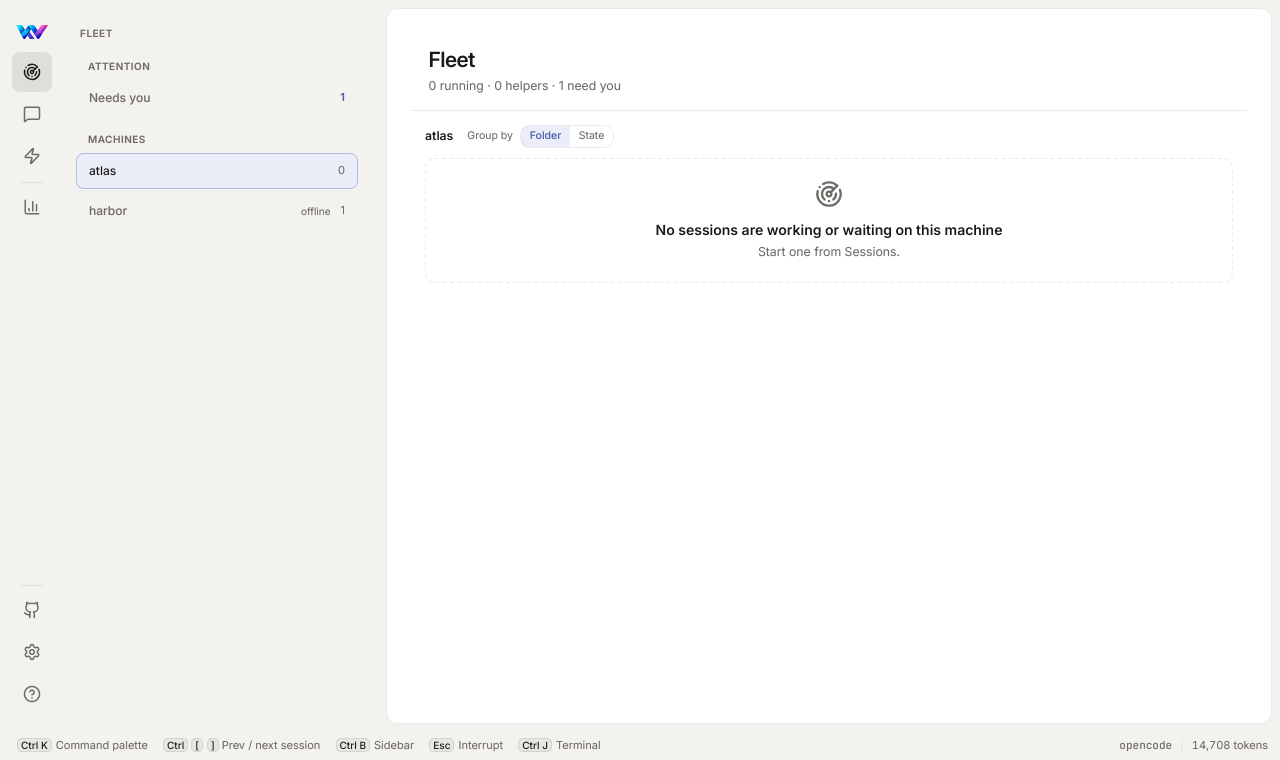 FLEET
ATTENTION
Needs you 1
MACHINES
atlas 0
harbor offline 1
Fleet
0 running · 0 helpers · 1 need you
atlas Group by Folder State
No sessions are working or waiting on this machine
Start one from Sessions.
Ctrl K Command palette Ctrl [ ] Prev / next session Ctrl B Sidebar Esc Interrupt Ctrl J Terminal opencode 14,708 tokens